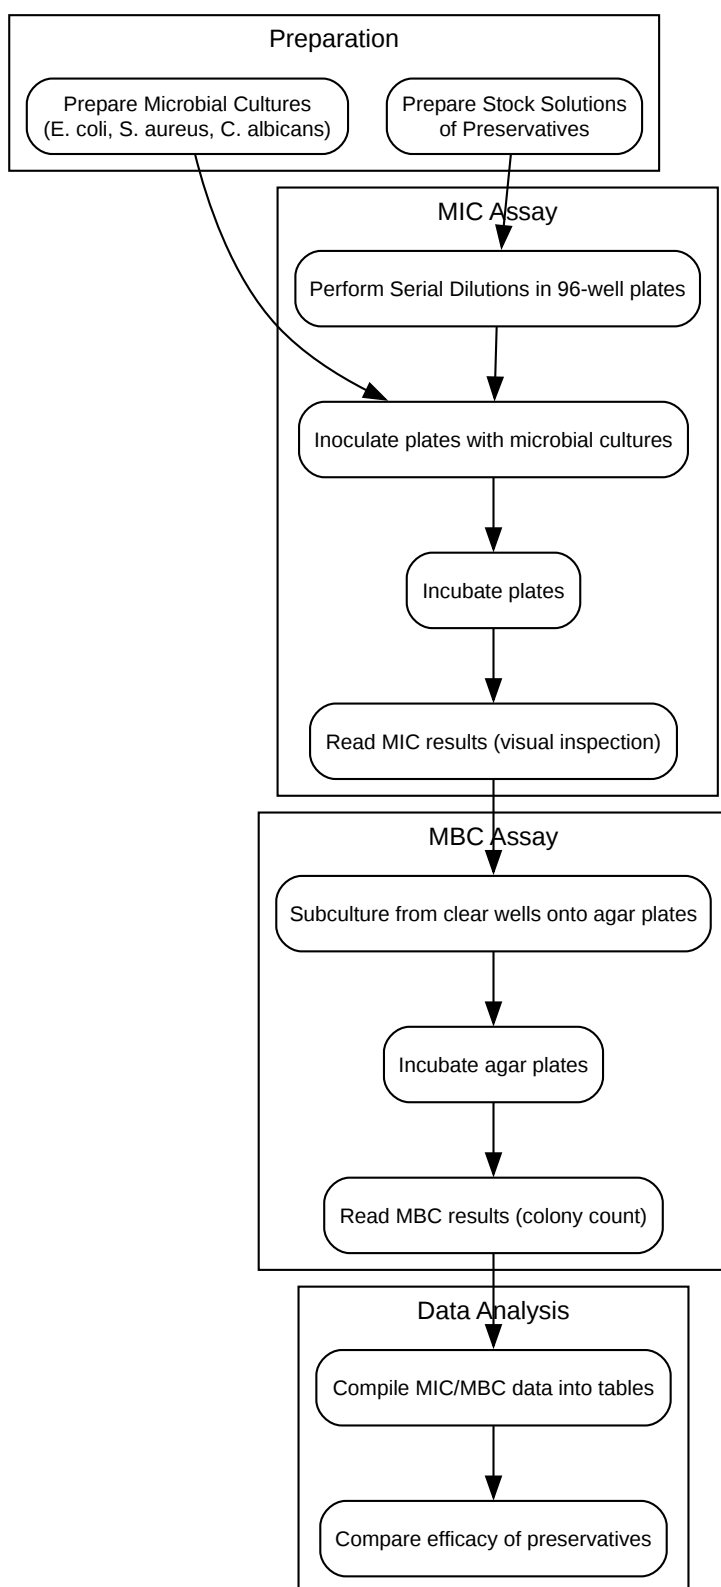 Preparation
Prepare Microbial Cultures
(E. coli, S. aureus, C. albicans)
Prepare Stock Solutions
of Preservatives
MIC Assay
Perform Serial Dilutions in 96-well plates
Inoculate plates with microbial cultures
Incubate plates
Read MIC results (visual inspection)
MBC Assay
Subculture from clear wells onto agar plates
Incubate agar plates
Read MBC results (colony count)
Data Analysis
Compile MIC/MBC data into tables
Compare efficacy of preservatives